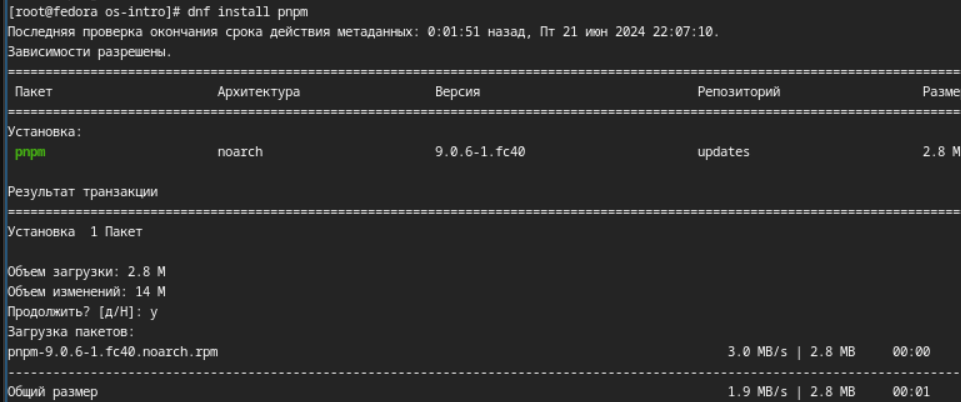 [root@fedora os-intro]# dnf install pnpm
Последняя проверка окончания срока действия метаданных: 0:01:51 назад, Пт 21 июн 2024 22:07:10.
Зависимости разрешены.
================================================================================
Пакет Архитектура Версия Репозиторий Разме
================================================================================
Установка:
pnpm noarch 9.0.6-1.fc40 updates 2.8 M
Результат транзакции
================================================================================
Установка 1 Пакет
Объем загрузки: 2.8 M
Объем изменений: 14 M
Продолжить? [д/Н]: y
Загрузка пакетов:
pnpm-9.0.6-1.fc40.noarch.rpm 3.0 MB/s | 2.8 MB 00:00
--------------------------------------------------------------------------------
Общий размер 1.9 MB/s | 2.8 MB 00:01